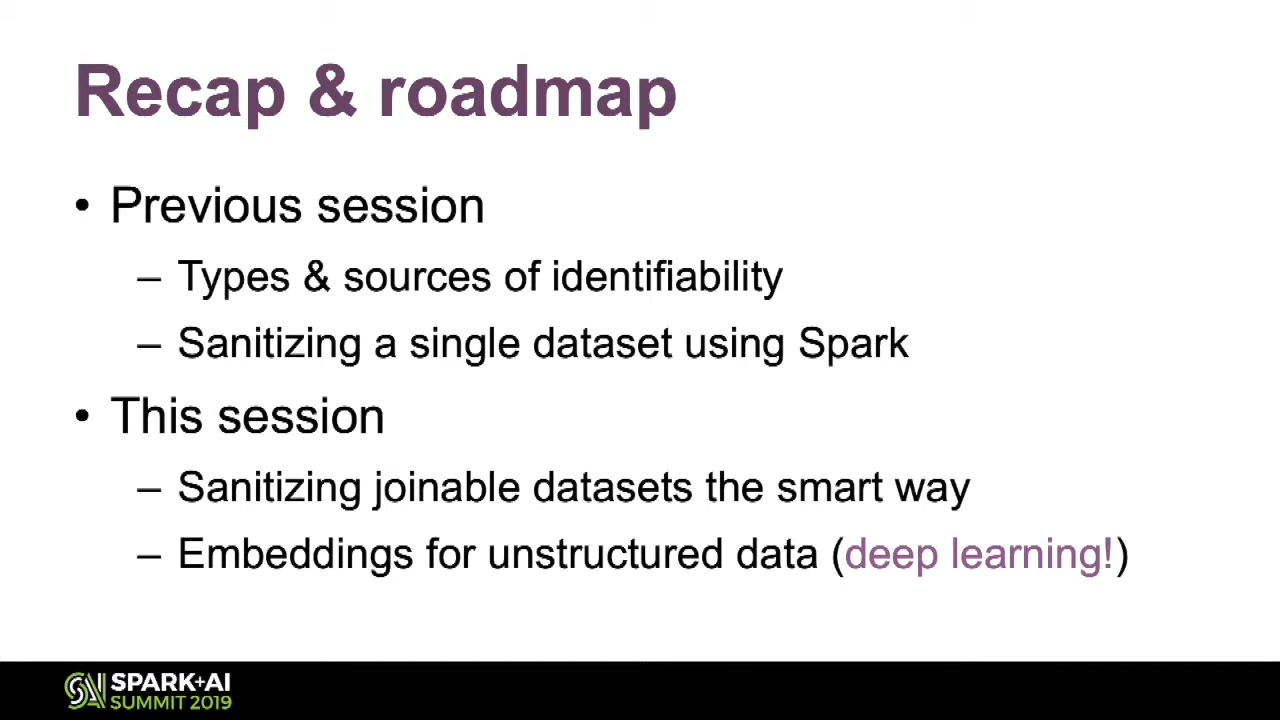 Recap & roadmap
• Previous session
– Types & sources of identifiability
– Sanitizing a single dataset using Spark
• This session
– Sanitizing joinable datasets the smart way
– Embeddings for unstructured data (deep learning!)
SPARK+AI
SUMMIT 2019